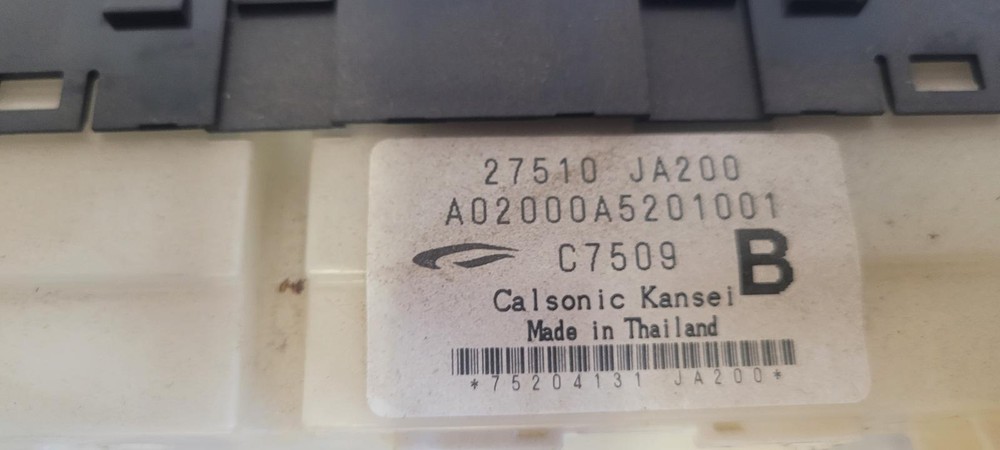 27510 JA200
A02000A5201001
C7509
B
Calsonic Kansei
Made in Thailand
*75204131 JA200*